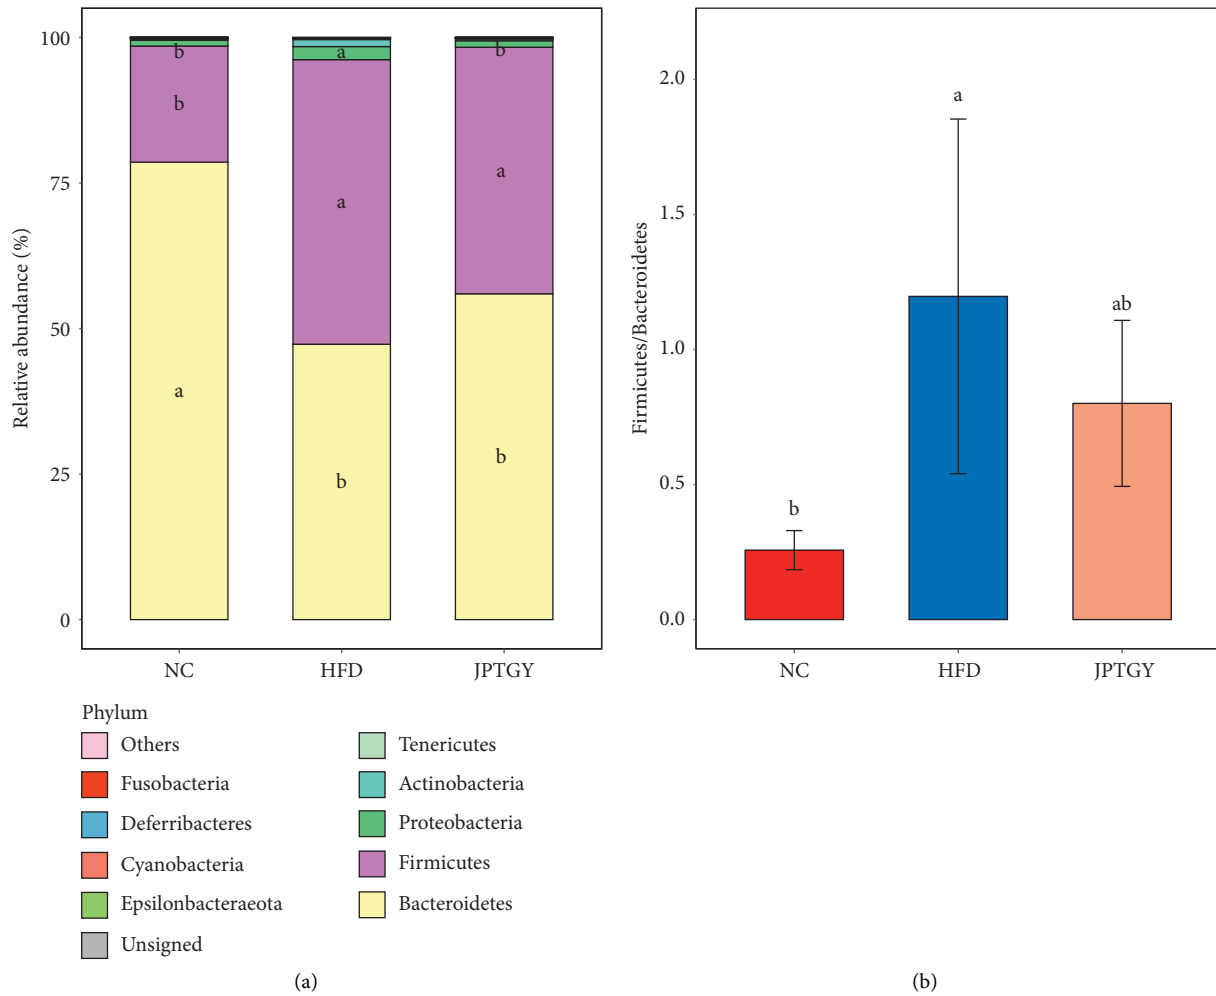 Relative abundance (%)
100
75
50
25
0
b
b
a
a
a
b
b
a
b
NC
HFD
JPTGY
Phylum
Others
Fusobacteria
Deferribacteres
Cyanobacteria
Epsilonbacteraeota
Unsigned
Tenericutes
Actinobacteria
Proteobacteria
Firmicutes
Bacteroidetes
(a)
Firmicutes/Bacteroidetes
2.0
1.5
1.0
0.5
0.0
b
a
ab
NC
HFD
JPTGY
(b)